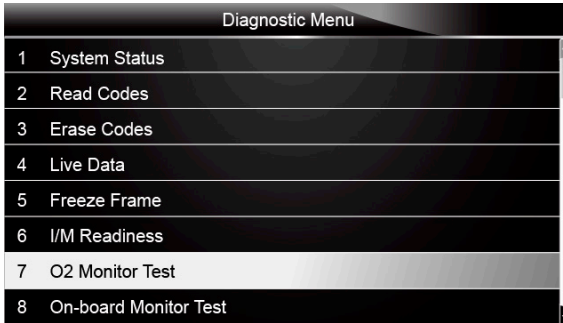 Diagnostic Menu
1 System Status
2 Read Codes
3 Erase Codes
4 Live Data
5 Freeze Frame
6 I/M Readiness
7 O2 Monitor Test
8 On-board Monitor Test